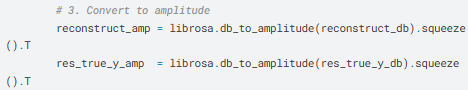 # 3. Convert to amplitude
reconstruct_amp = librosa.db_to_amplitude(reconstruct_db).squeeze
().T
res_true_y_amp  = librosa.db_to_amplitude(res_true_y_db).squeeze
().T